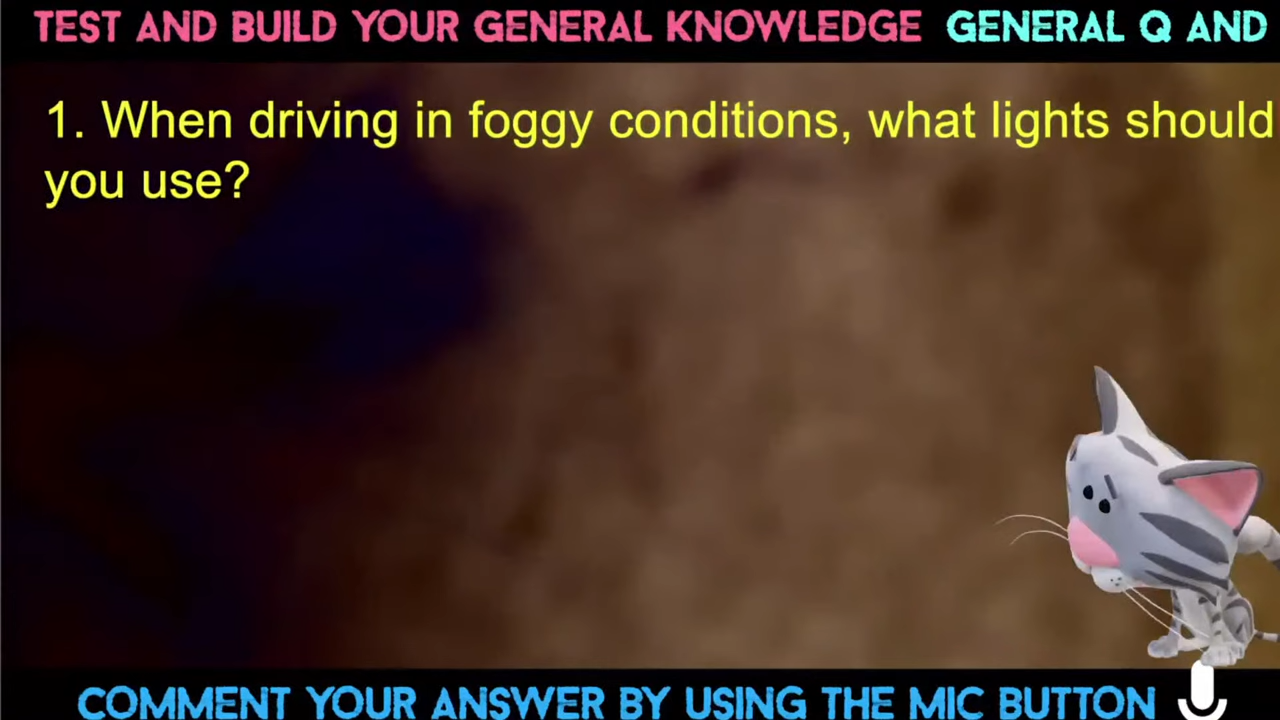 TEST AND BUILD YOUR GENERAL KNOWLEDGE GENERAL Q AND
1. When driving in foggy conditions, what lights should
you use?
COMMENT YOUR ANSWER BY USING THE MIC BUTTON